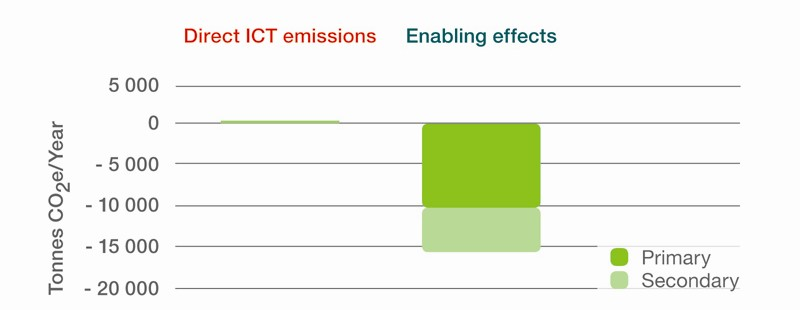 Direct ICT emissions Enabling effects
Tonnes CO2e/Year
5 000
0
- 5 000
- 10 000
- 15 000
- 20 000
Primary
Secondary